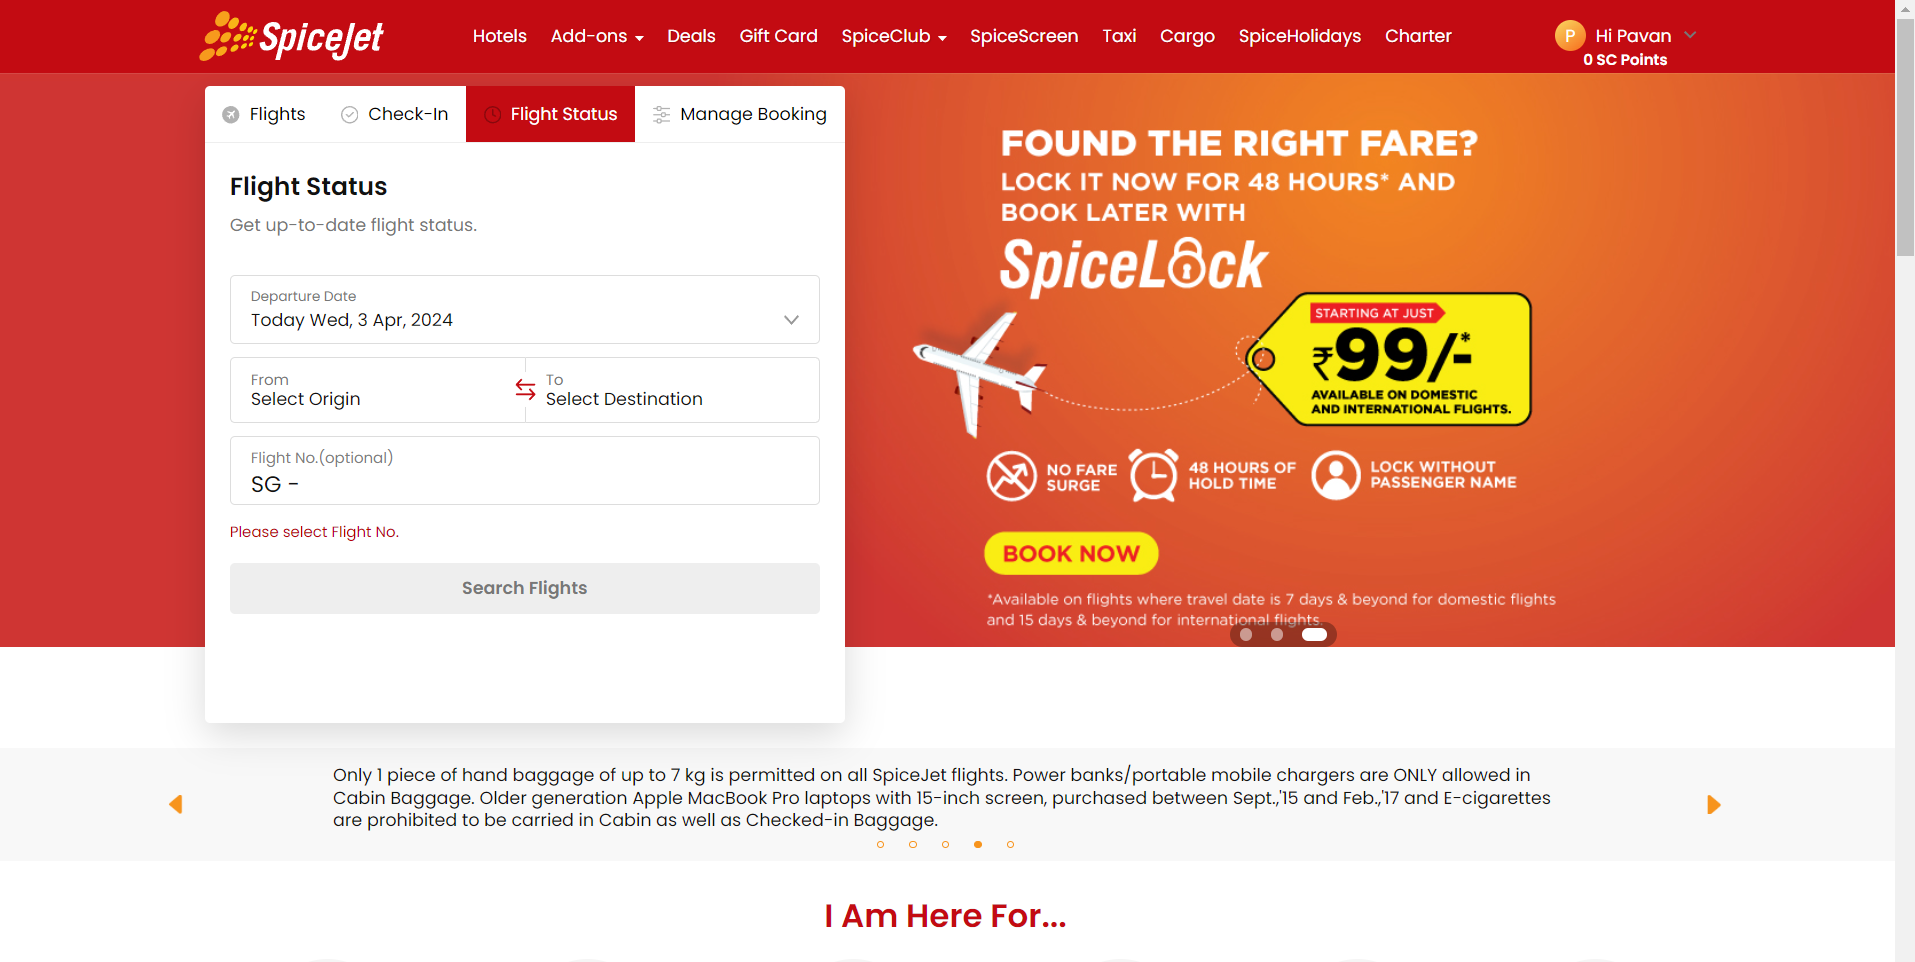 SpiceJet
Hotels Add-ons Deals Gift Card SpiceClub SpiceScreen Taxi Cargo SpiceHolidays Charter
P Hi Pavan
0 SC Points
Flights Check-In Flight Status Manage Booking
Flight Status
Get up-to-date flight status.
Departure Date
Today Wed, 3 Apr, 2024
From
Select Origin
To
Select Destination
Flight No.(optional)
SG -
Please select Flight No.
Search Flights
FOUND THE RIGHT FARE?
LOCK IT NOW FOR 48 HOURS* AND
BOOK LATER WITH
SpiceLock
STARTING AT JUST
₹99/-*
AVAILABLE ON DOMESTIC
AND INTERNATIONAL FLIGHTS.
NO FARE
SURGE
48 HOURS OF
HOLD TIME
LOCK WITHOUT
PASSENGER NAME
BOOK NOW
*Available on flights where travel date is 7 days & beyond for domestic flights
and 15 days & beyond for international flights.
Only 1 piece of hand baggage of up to 7 kg is permitted on all SpiceJet flights. Power banks/portable mobile chargers are ONLY allowed in
Cabin Baggage. Older generation Apple MacBook Pro laptops with 15-inch screen, purchased between Sept.,'15 and Feb.,'17 and E-cigarettes
are prohibited to be carried in Cabin as well as Checked-in Baggage.
I Am Here For...